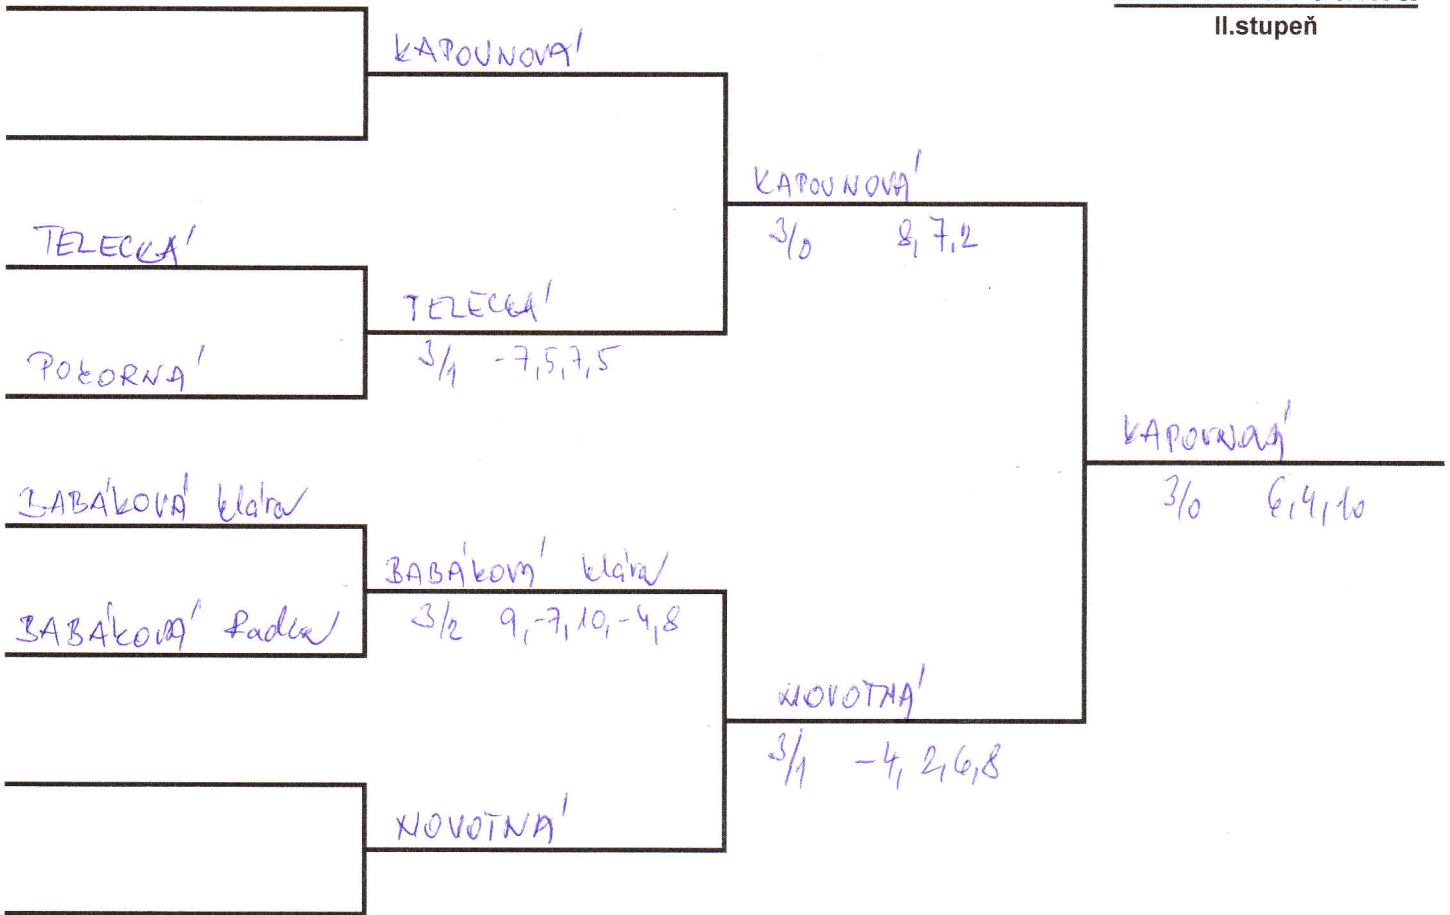 II.stupeň
KAPOUNOVÁ
KAPOUNOVÁ
3/0 8,7,2
TELECKÁ
TELECKÁ
3/1 -7,5,7,5
POKORNÁ
KAPOUNOVÁ
3/0 6,4,10
BABÁKOVÁ Klára
BABÁKOVÁ Klára
3/2 9,-7,10,-4,8
BABÁKOVÁ Radka
NOVOTNÁ
3/1 -4, 2,6,8
NOVOTNÁ